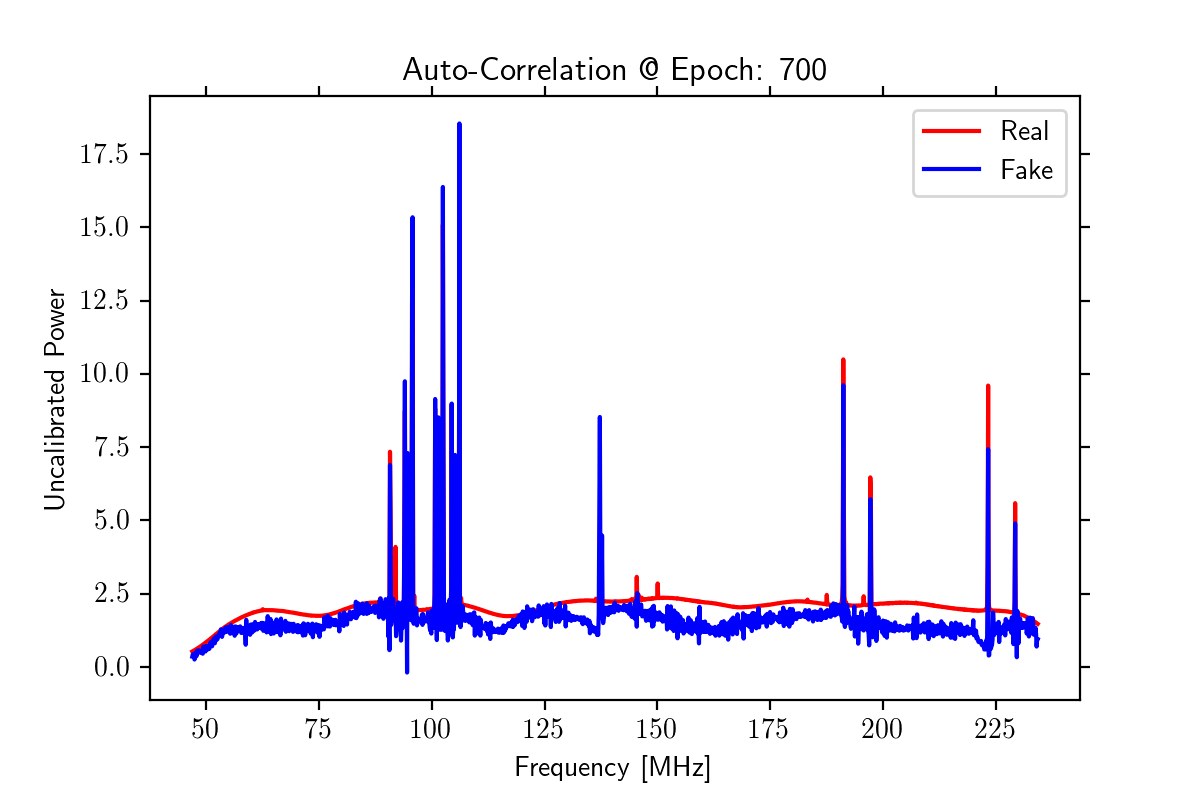 Auto-Correlation @ Epoch: 700
Real
Fake
17.5
15.0
12.5
10.0
7.5
5.0
2.5
0.0
Uncalibrated Power
50 75 100 125 150 175 200 225
Frequency [MHz]